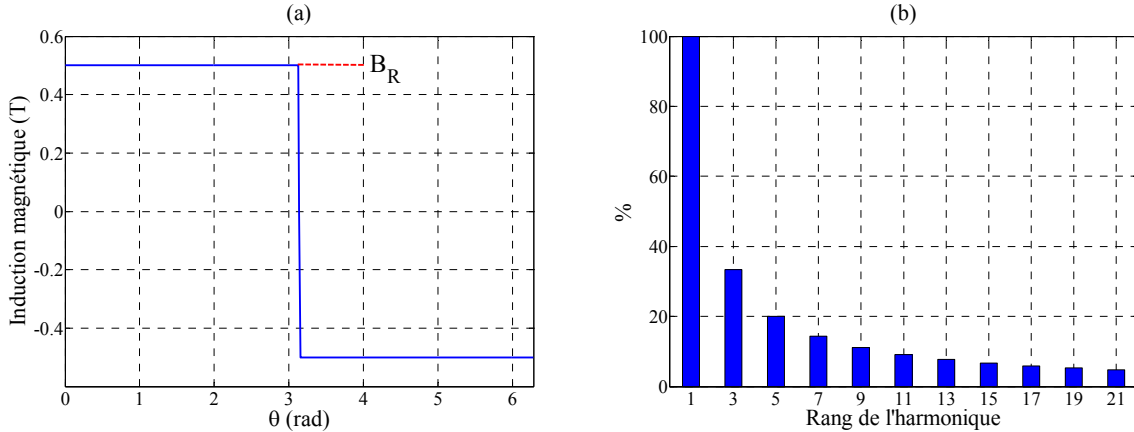 (a)
0.6
0.4
0.2
0
-0.2
-0.4
0 1 2 3 4 5 6
Induction magnétique (T)
θ (rad)
B_R
(b)
100
80
60
40
20
0
1 3 5 7 9 11 13 15 17 19 21
%
Rang de l'harmonique